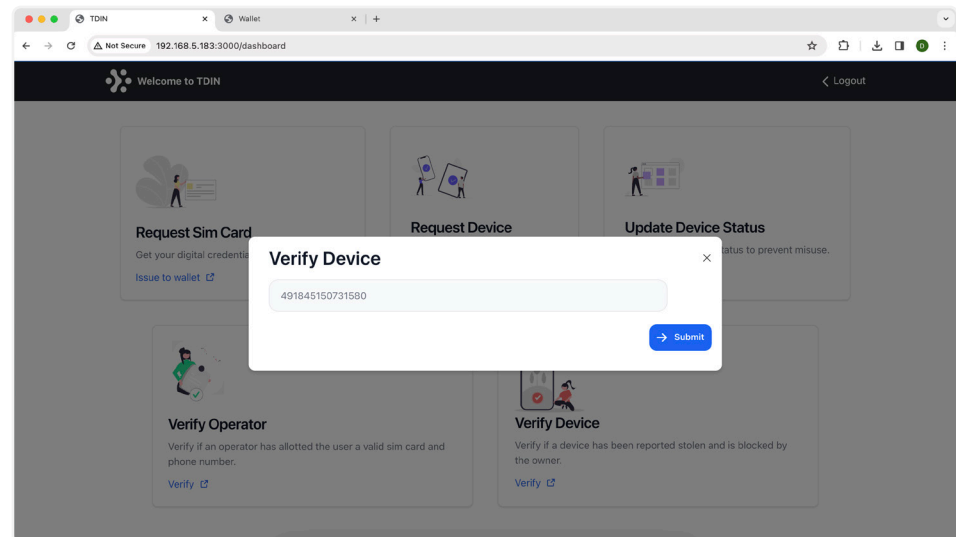 TDIN
Wallet
Not Secure 192.168.5.183:3000/dashboard
D
Welcome to TDIN
Logout
Request Sim Card
Get your digital
Issue to wallet
Request Device
Update Device Status
to prevent misuse.
Verify Device
491845150731580
Submit
Verify Operator
Verify if an operator has allotted the user a valid sim card and
phone number.
Verify
Verify Device
Verify if a device has been reported stolen and is blocked by
the owner.
Verify